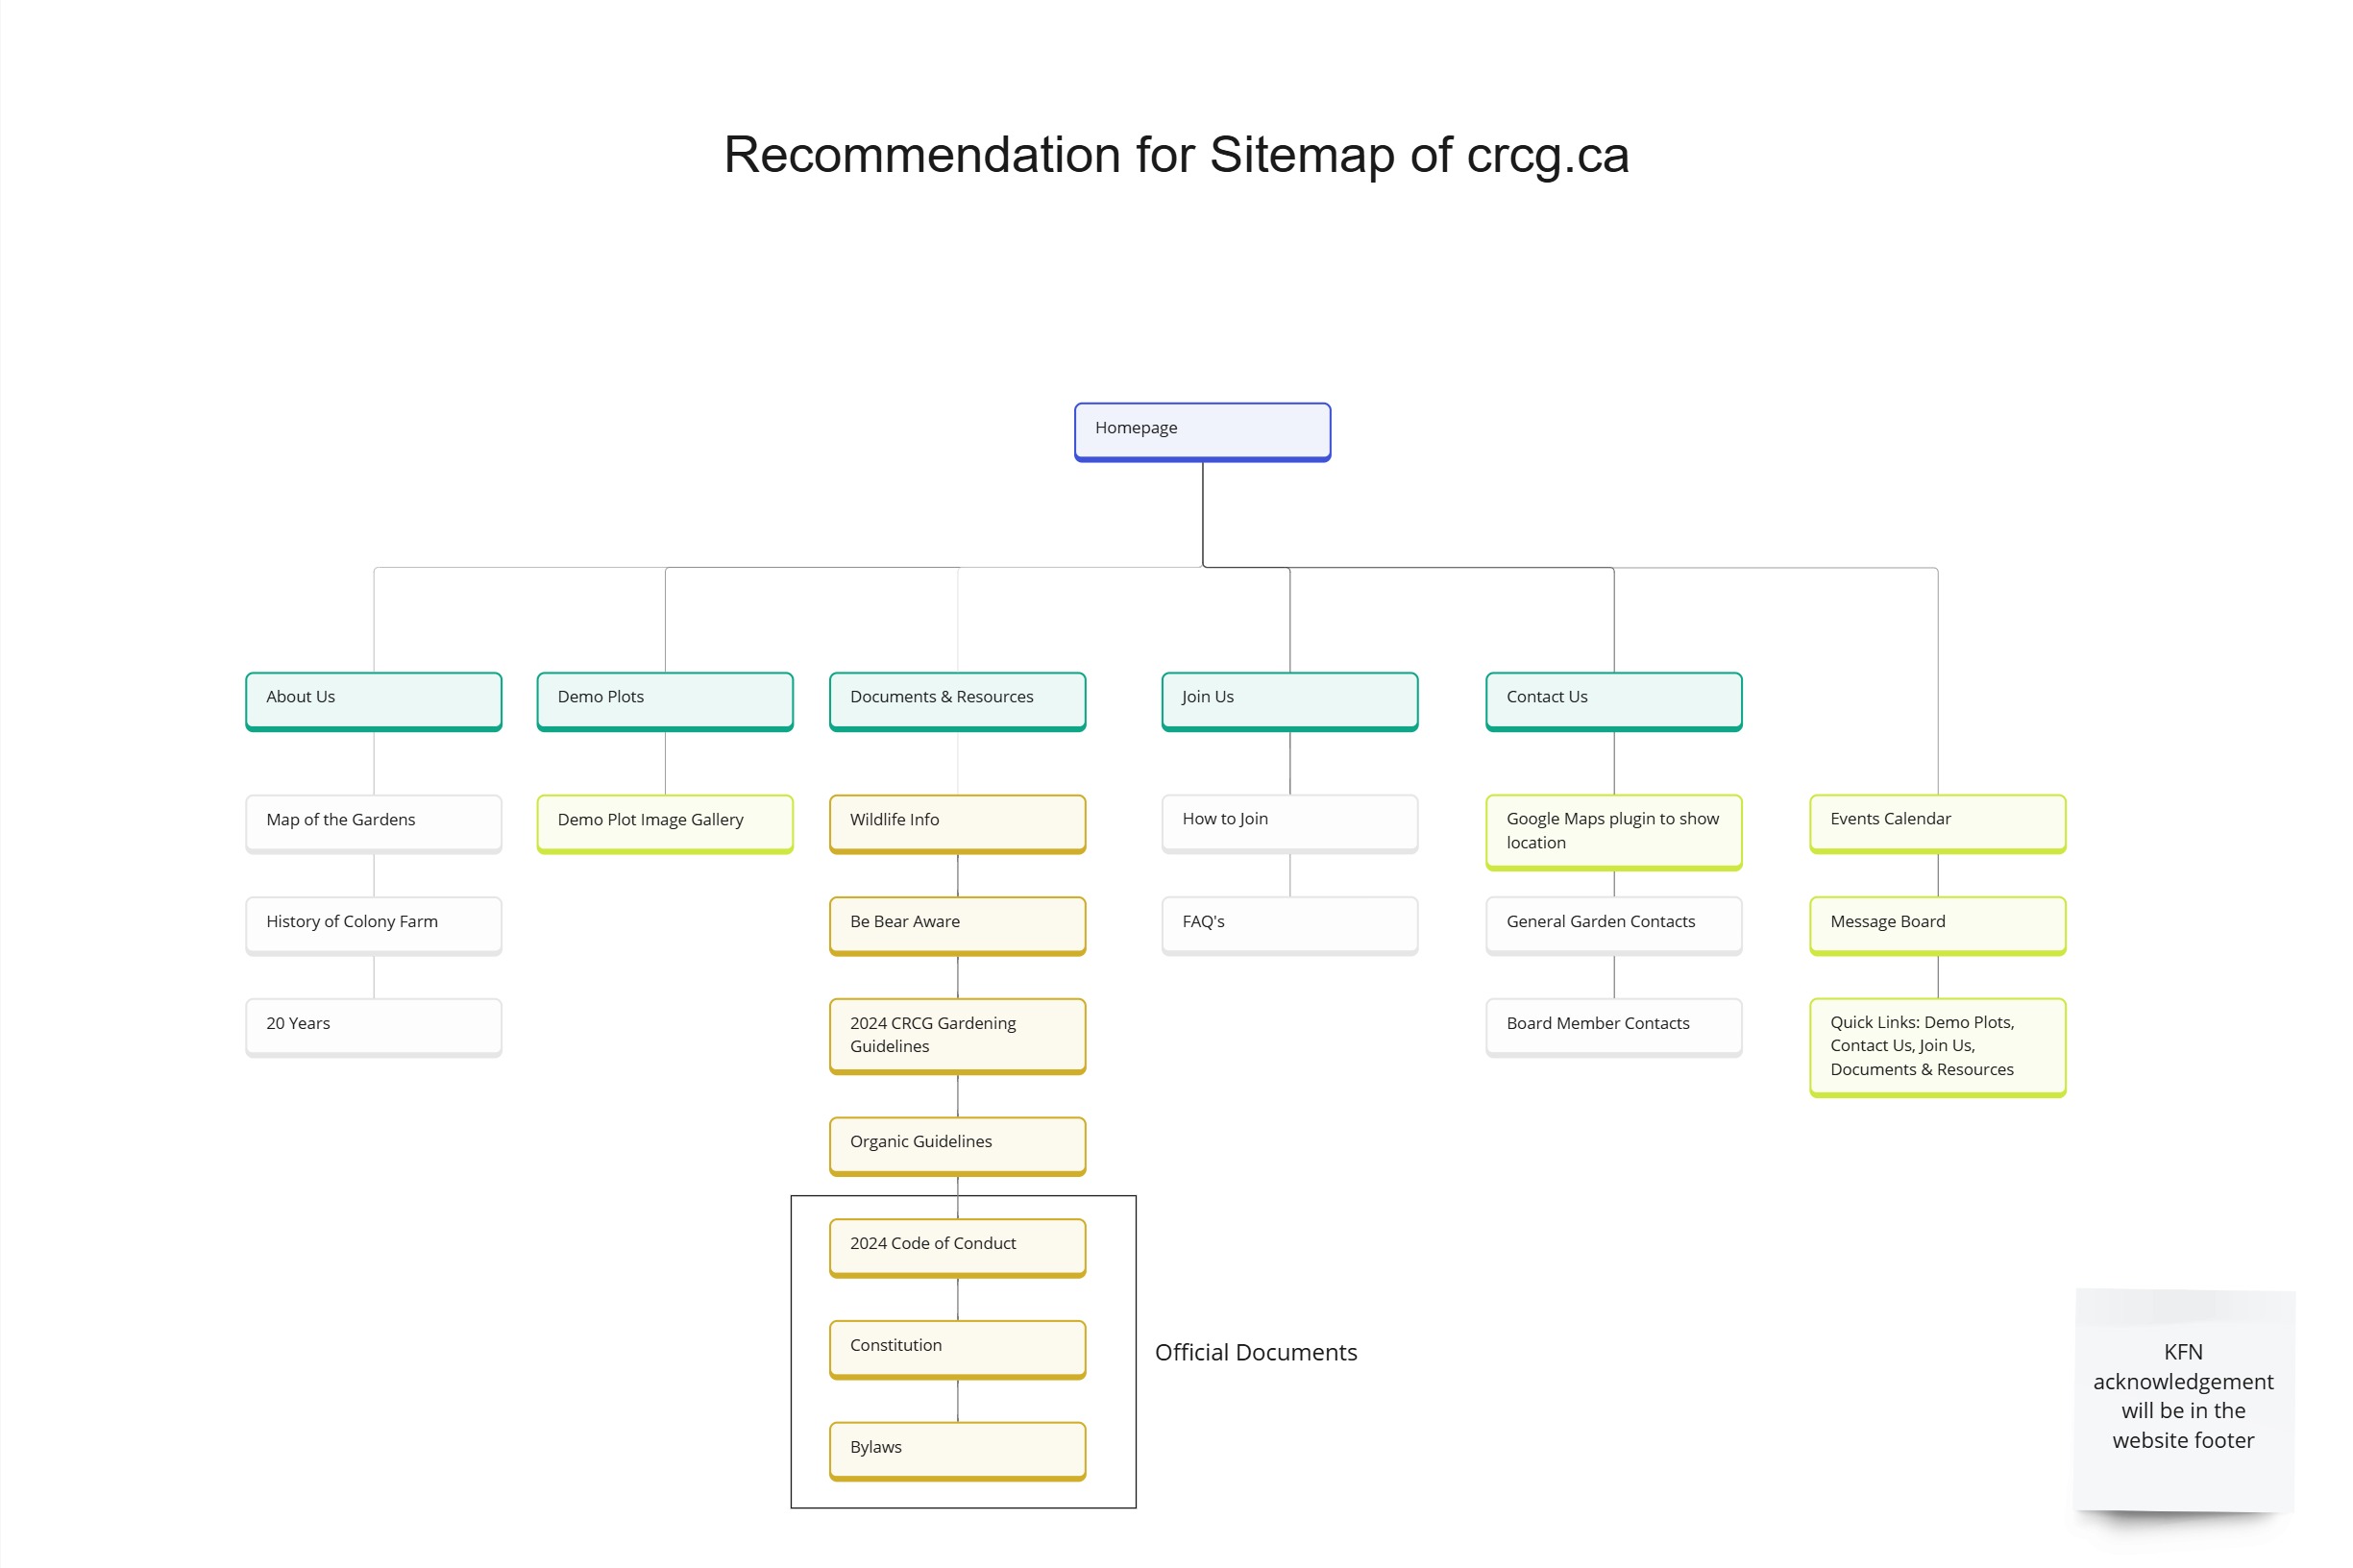 Recommendation for Sitemap of crcg.ca
Homepage
About Us
Demo Plots
Documents & Resources
Join Us
Contact Us
Map of the Gardens
Demo Plot Image Gallery
Wildlife Info
How to Join
Google Maps plugin to show
location
Events Calendar
History of Colony Farm
Be Bear Aware
FAQ's
General Garden Contacts
Message Board
20 Years
2024 CRCG Gardening
Guidelines
Board Member Contacts
Quick Links: Demo Plots,
Contact Us, Join Us,
Documents & Resources
Organic Guidelines
2024 Code of Conduct
Constitution
Bylaws
Official Documents
KFN
acknowledgement
will be in the
website footer